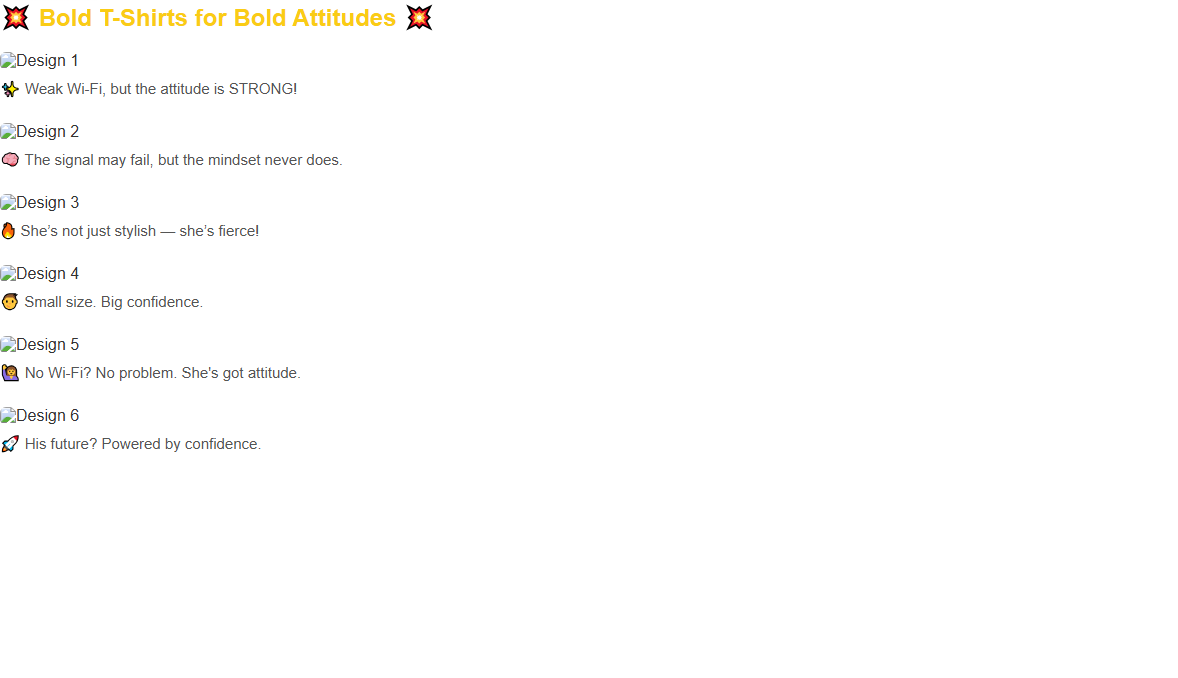 💥 Bold T-Shirts for Bold Attitudes 💥
Design 1
✨ Weak Wi-Fi, but the attitude is STRONG!
Design 2
🧠 The signal may fail, but the mindset never does.
Design 3
🔥 She’s not just stylish — she’s fierce!
Design 4
👦 Small size. Big confidence.
Design 5
🙋‍♀️ No Wi-Fi? No problem. She's got attitude.
Design 6
🚀 His future? Powered by confidence.